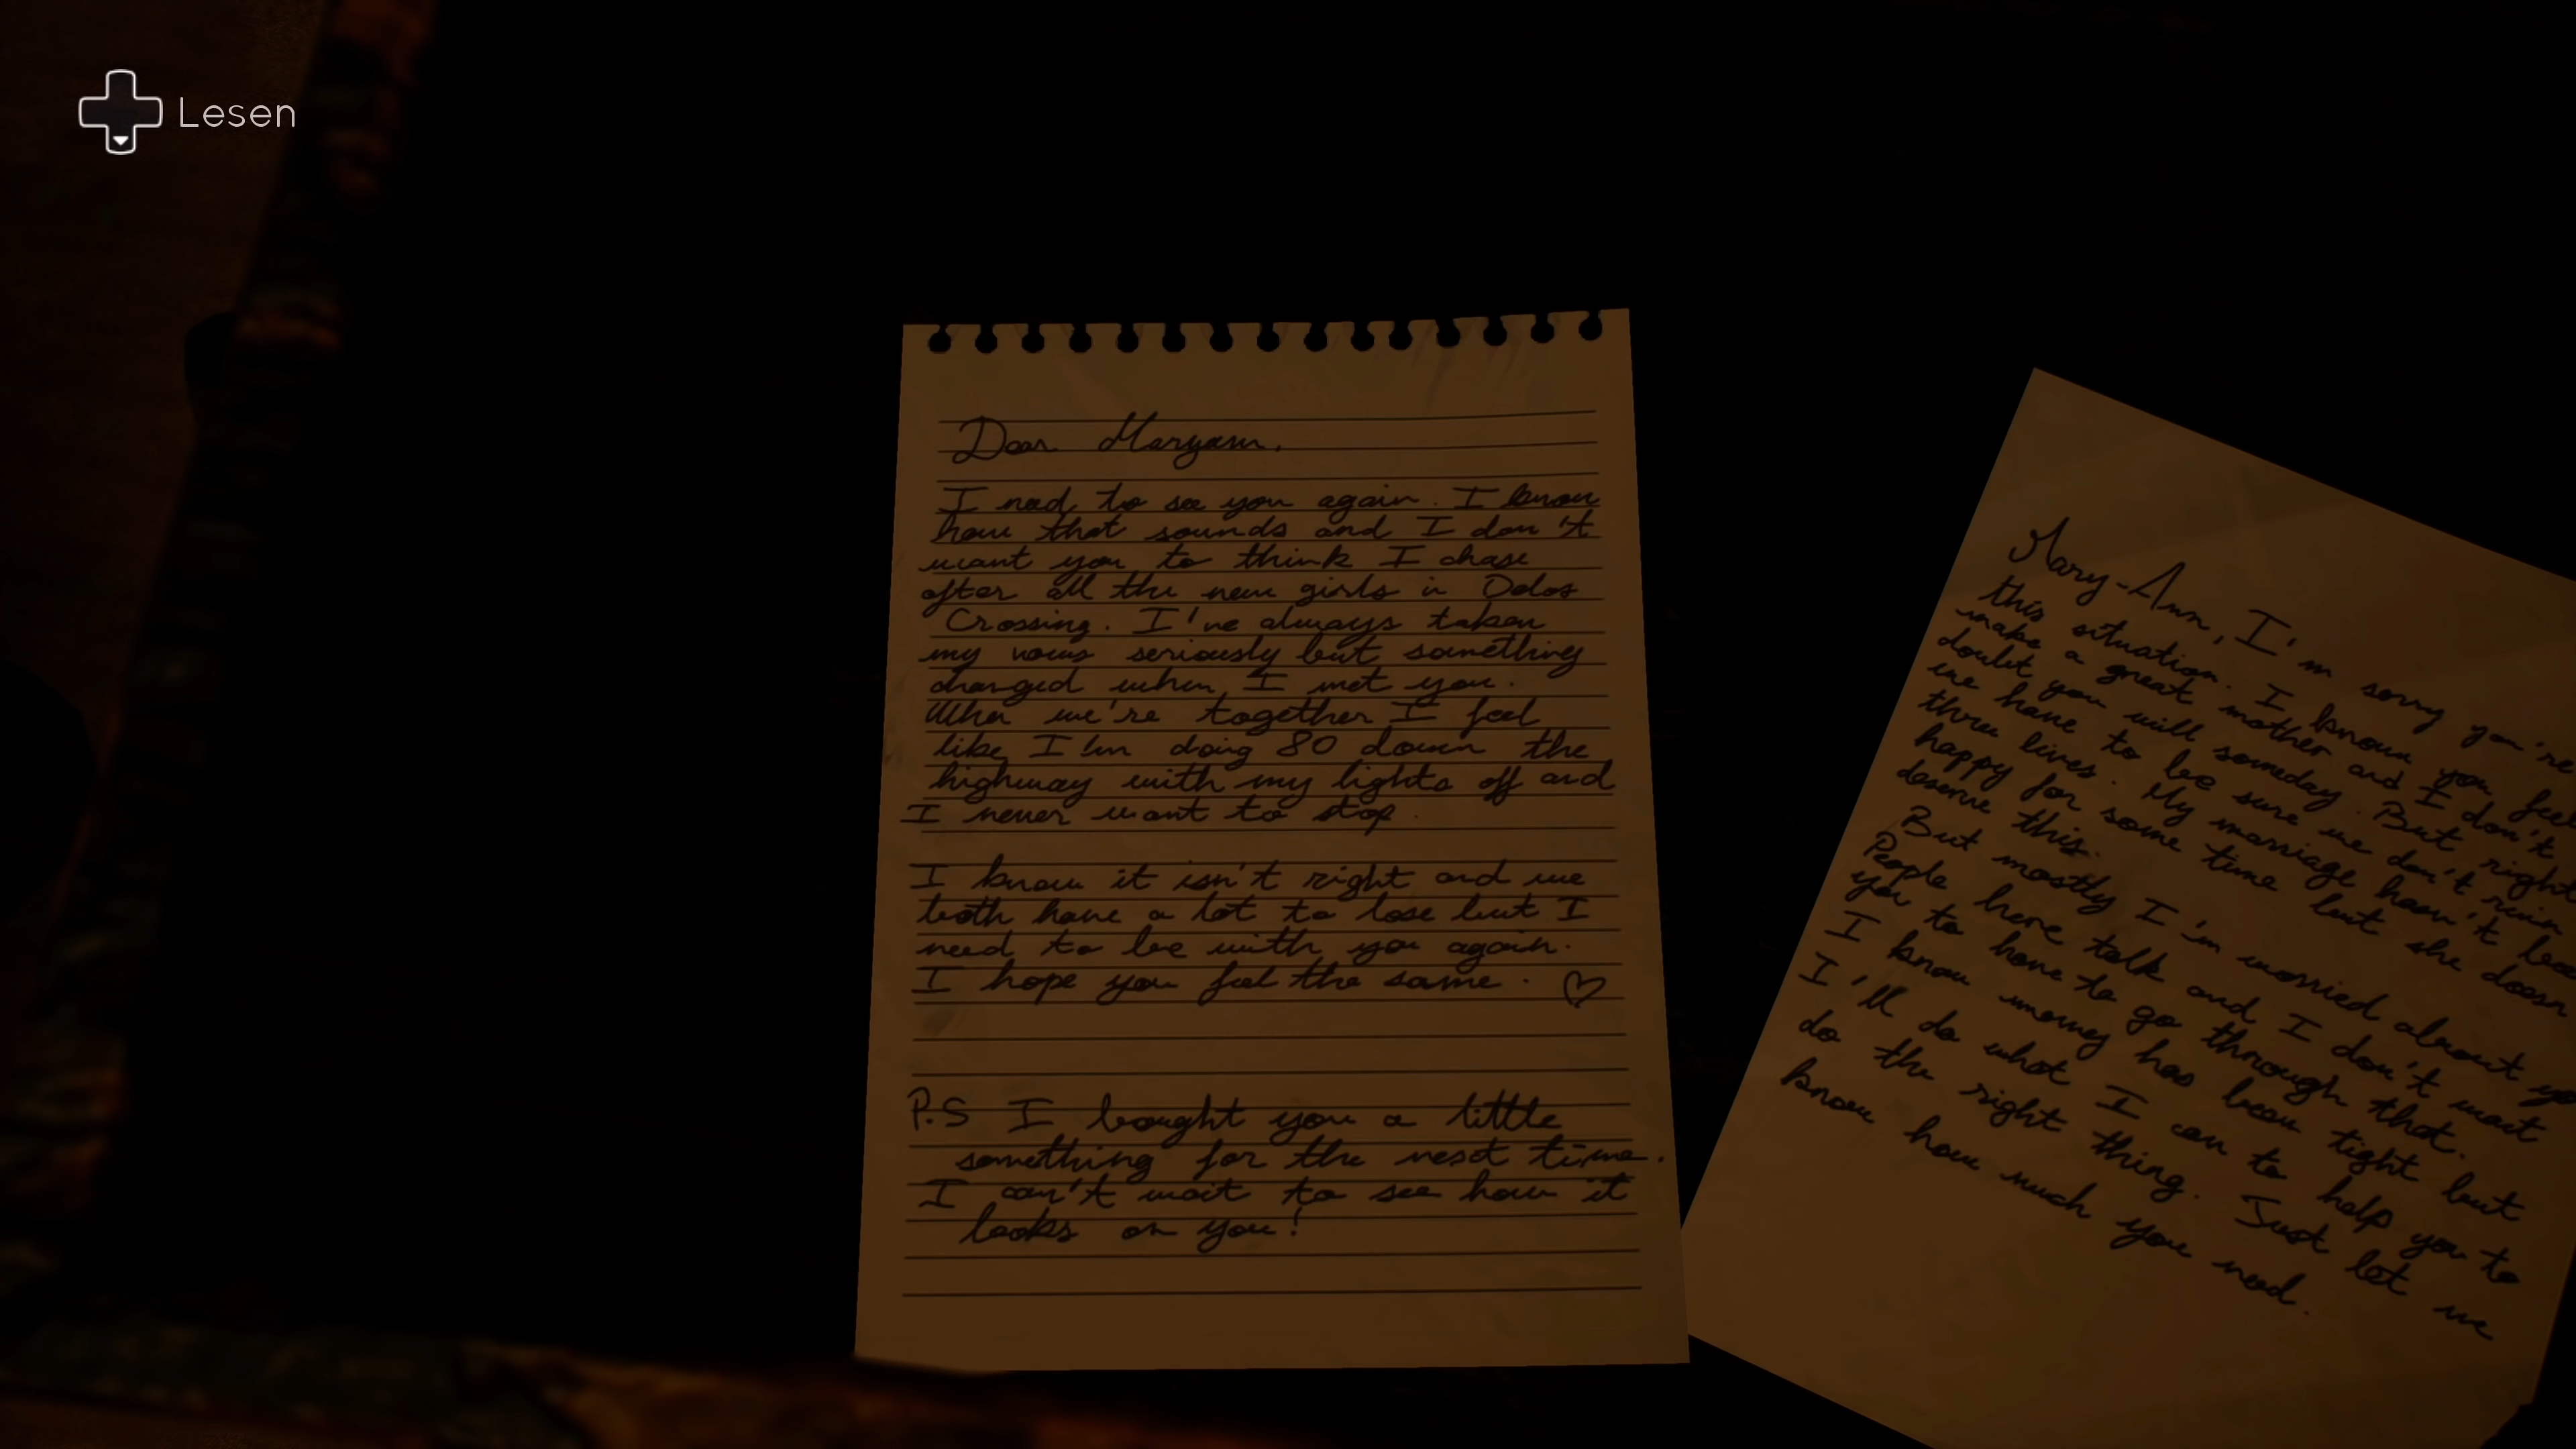 Lesen
Dear Maryann,
I need to see you again. I know
how that sounds and I don't
want you to think I chase
after all the new girls in Delos
Crossing. I've always taken
my vows seriously but something
changed when I met you.
When we're together I feel
like I'm doing 80 down the
highway with my lights off and
I never want to stop.
I know it isn't right and we
both have a lot to lose but I
need to be with you again.
I hope you feel the same. ♡
P.S I bought you a little
something for the next time.
I can't wait to see how it
looks on you!
Mary-Ann, I'm sorry you're
this situation. I know you feel
make a great mother and I don't
doubt you will someday. But right
we have to be sure we don't ruin
three lives. My marriage hasn't been
happy for some time but she doesn
deserve this.
But mostly I'm worried about yo
People here talk and I don't want
you to have to go through that.
I know money has been tight but
I'll do what I can to help you to
do the right thing. Just let me
know how much you need.